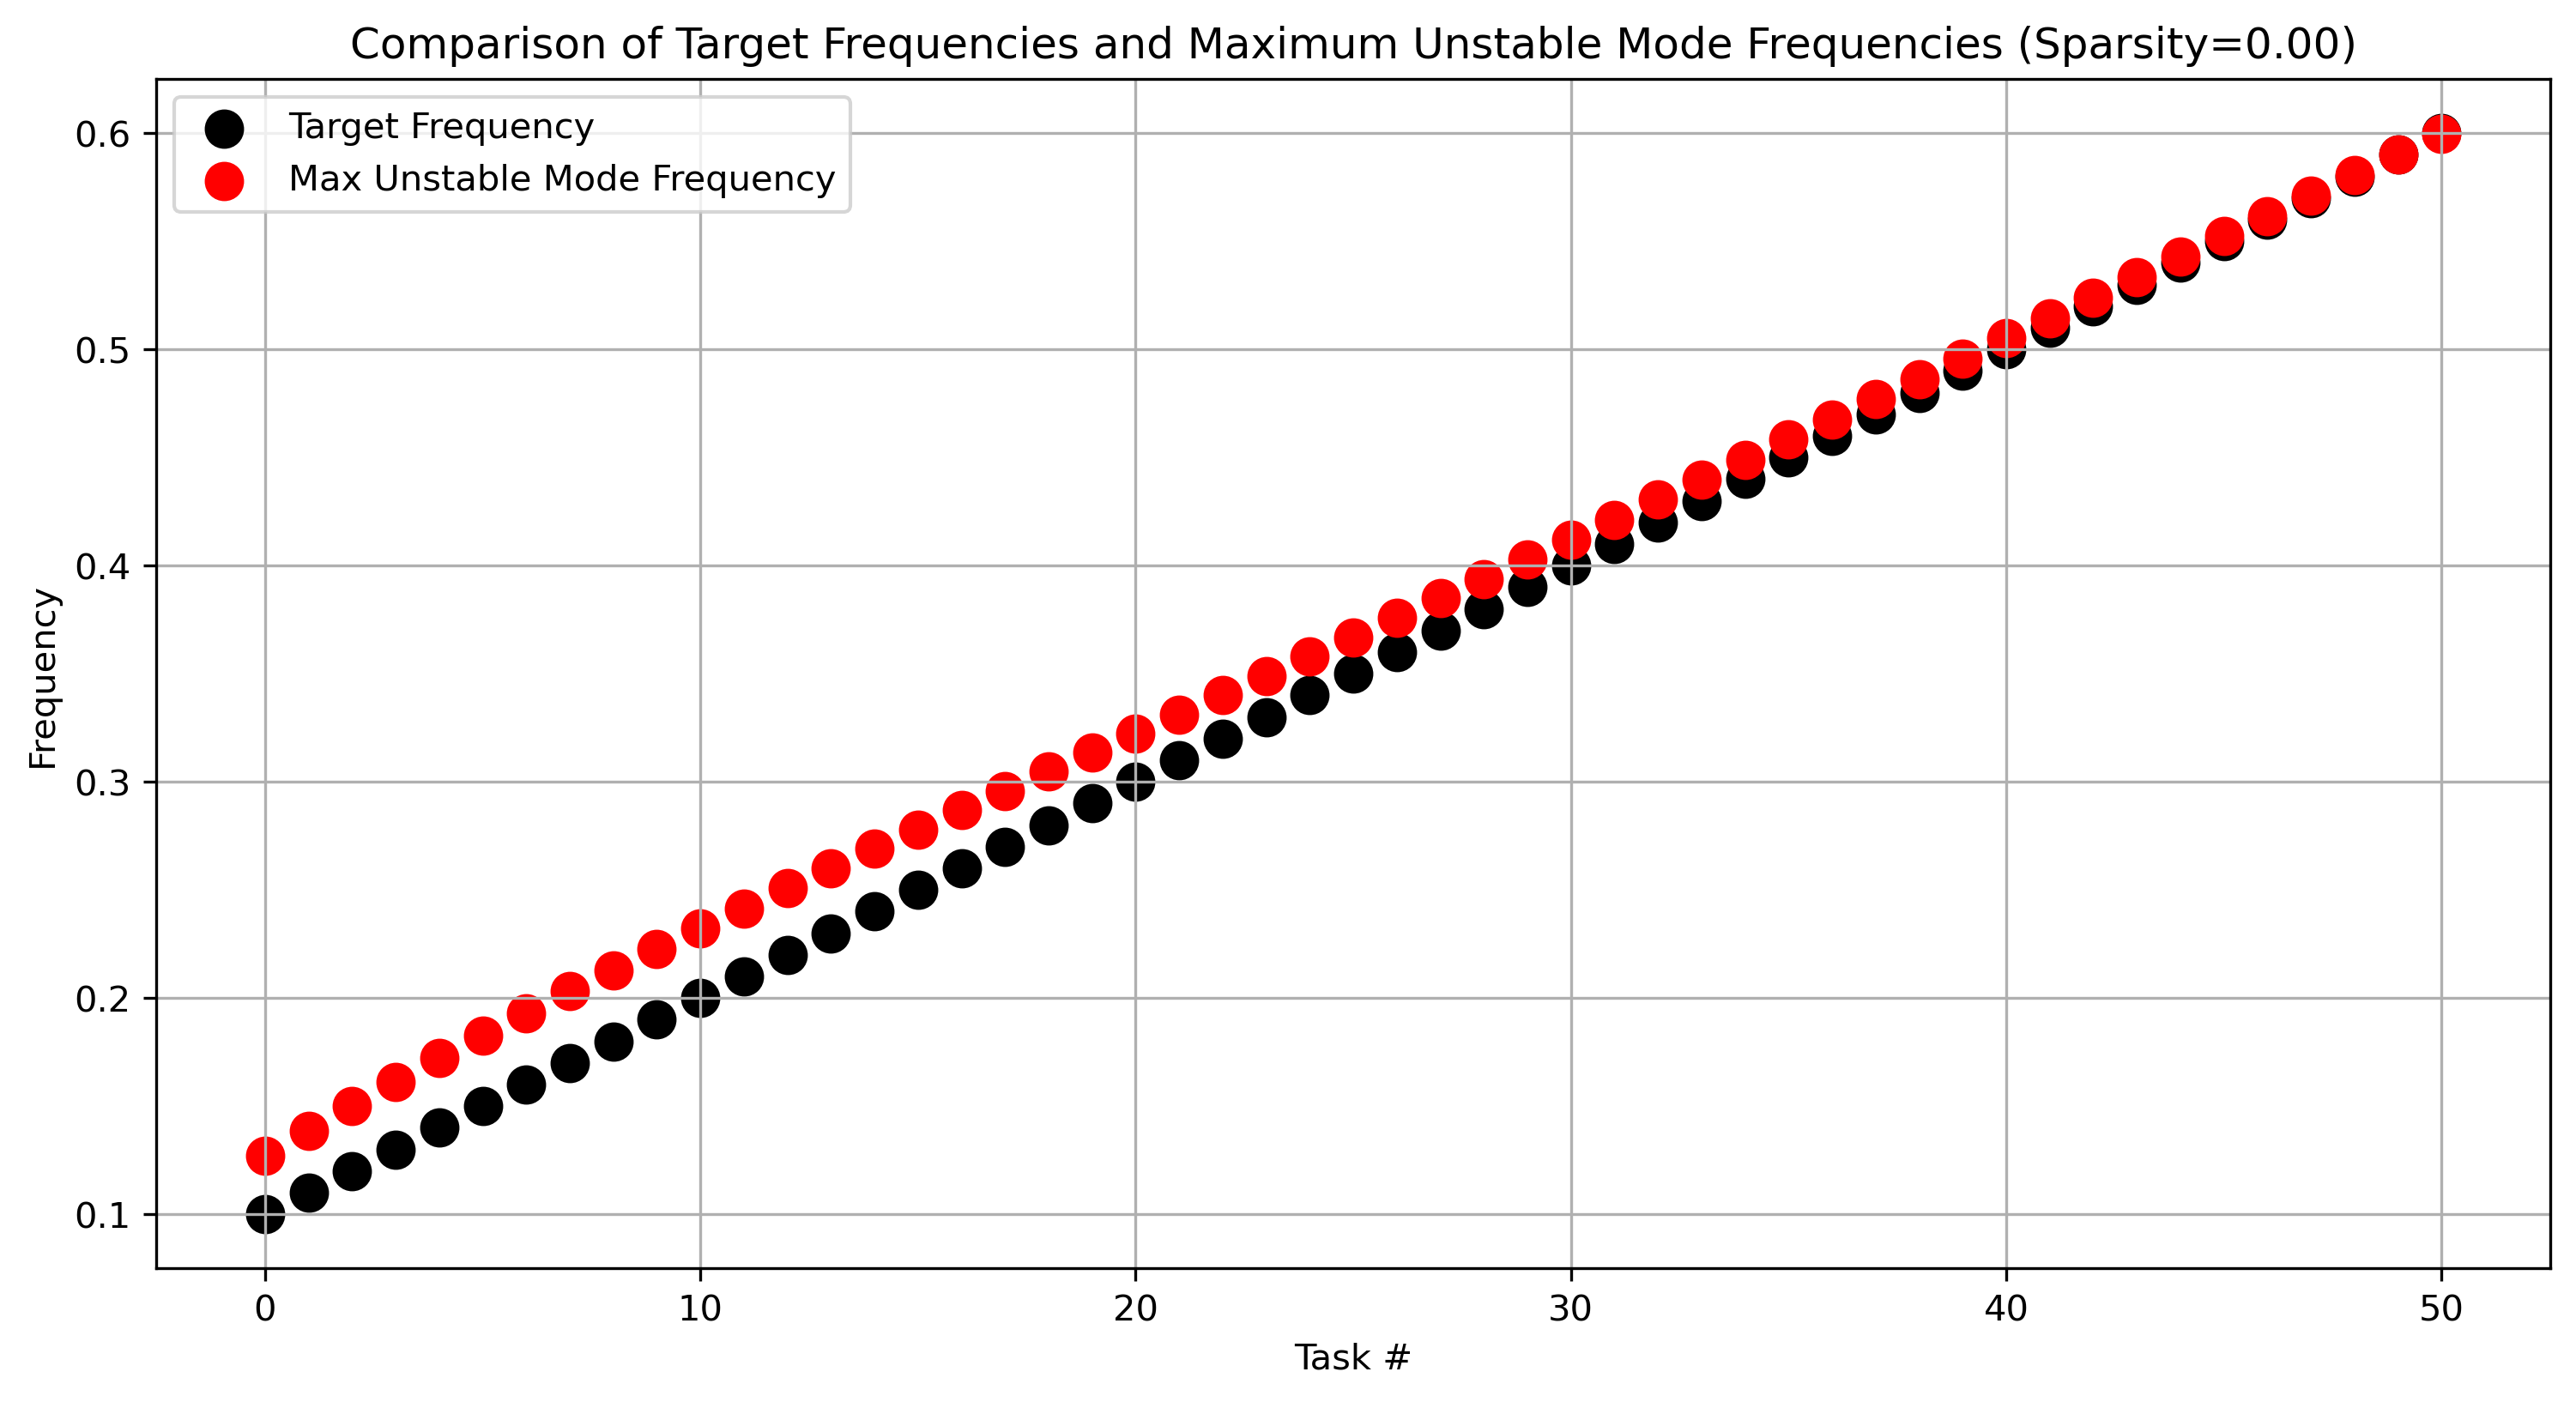 Comparison of Target Frequencies and Maximum Unstable Mode Frequencies (Sparsity=0.00)
Target Frequency
Max Unstable Mode Frequency
0.6
0.5
0.4
0.3
0.2
0.1
Frequency
0 10 20 30 40 50
Task #